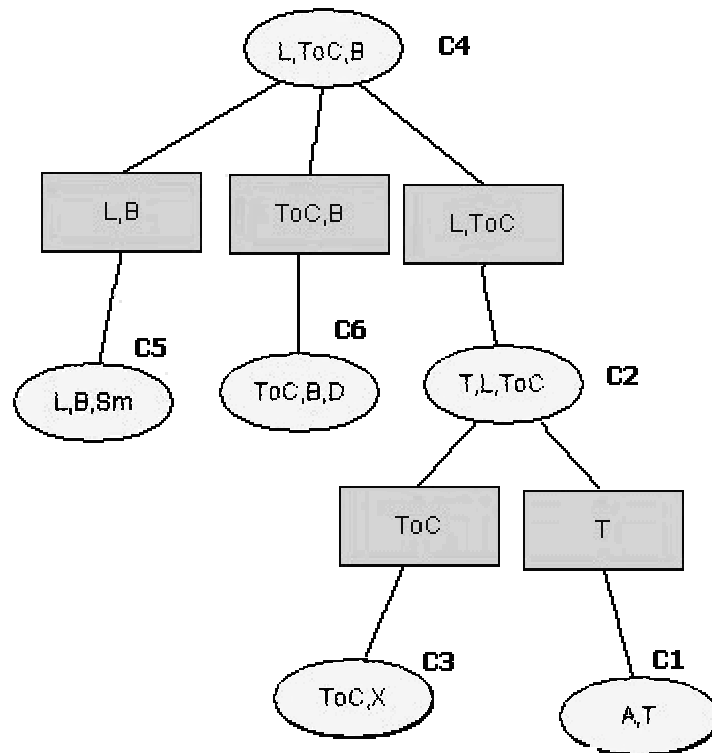 L,ToC,B
C4
L,B
ToC,B
L,ToC
C5
C6
C2
L,B,Sm
ToC,B,D
T,L,ToC
ToC
T
C3
C1
ToC,X
A,T